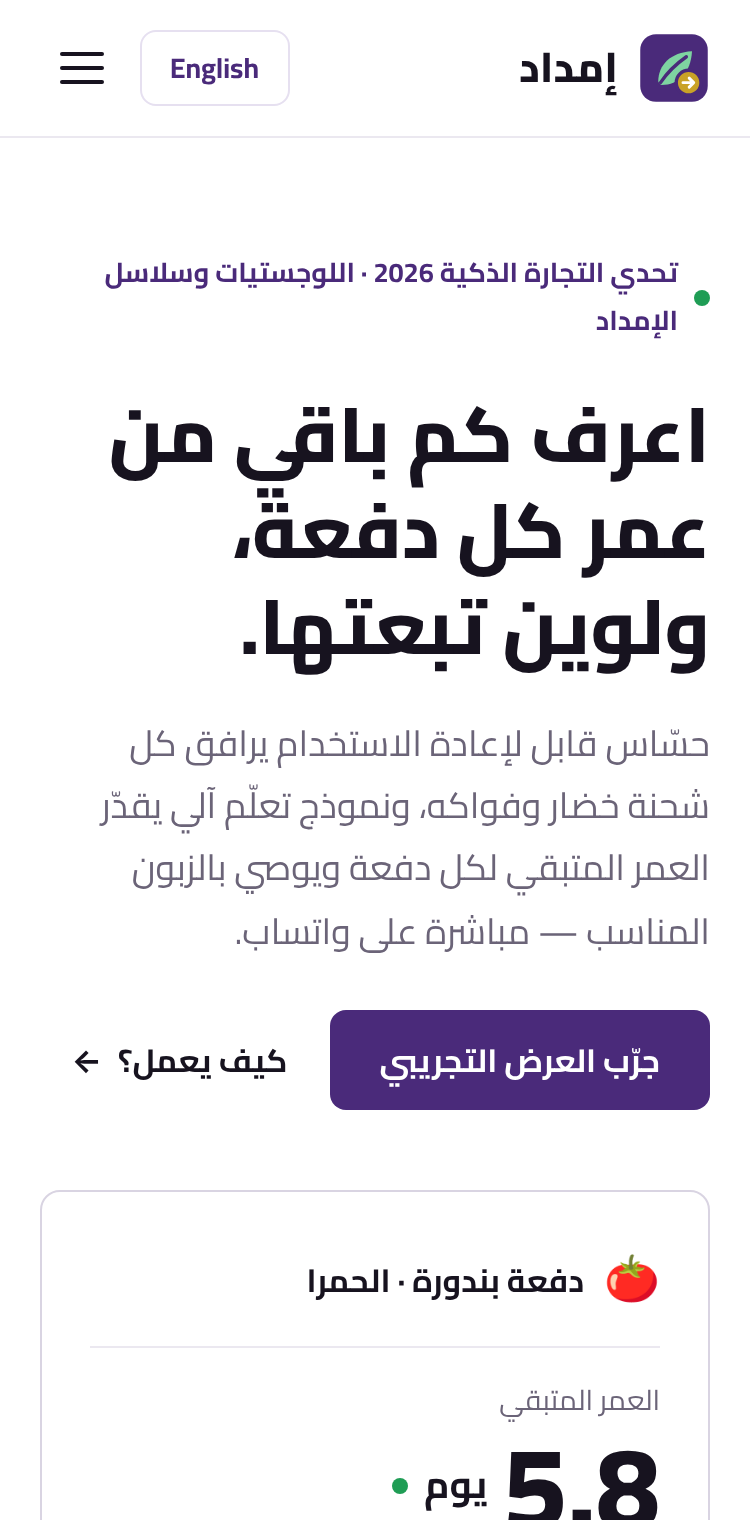 إمداد
English
تحدي التجارة الذكية 2026 · اللوجستيات وسلاسل
الإمداد
اعرف كم باقي من
عمر كل دفعة،
ولوين تبعتها.
حسّاس قابل لإعادة الاستخدام يرافق كل
شحنة خضار وفواكه، ونموذج تعلّم آلي يقدّر
العمر المتبقي لكل دفعة ويوصي بالزبون
المناسب — مباشرة على واتساب.
جرّب العرض التجريبي
كيف يعمل؟ ←
دفعة بندورة · الحمرا
العمر المتبقي
5.8 يوم